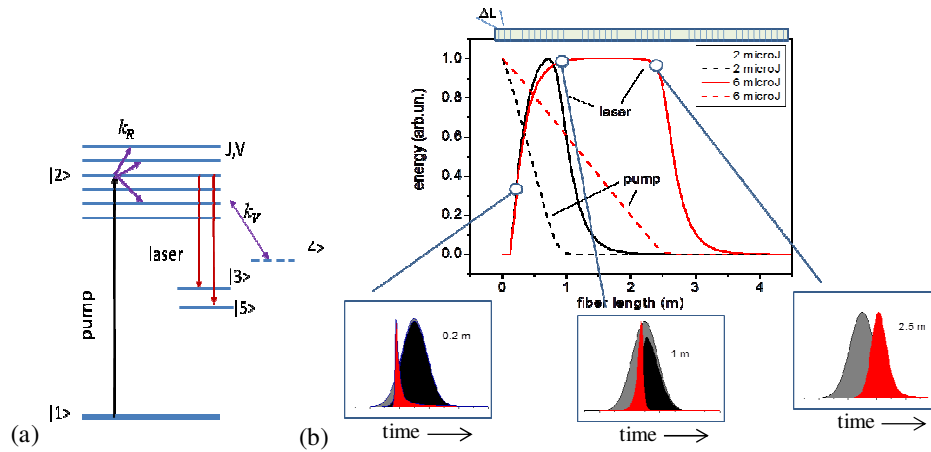 k_R
J,V
|2>
k_V
4>
laser
|3>
|5>
pump
|1>
(a)
ΔL
1.0
0.8
0.6
0.4
0.2
0.0
energy (arb.un.)
2 microJ
2 microJ
6 microJ
6 microJ
laser
pump
0
1
2
3
4
fiber length (m)
0.2 m
1 m
2.5 m
time
time
time
(b)